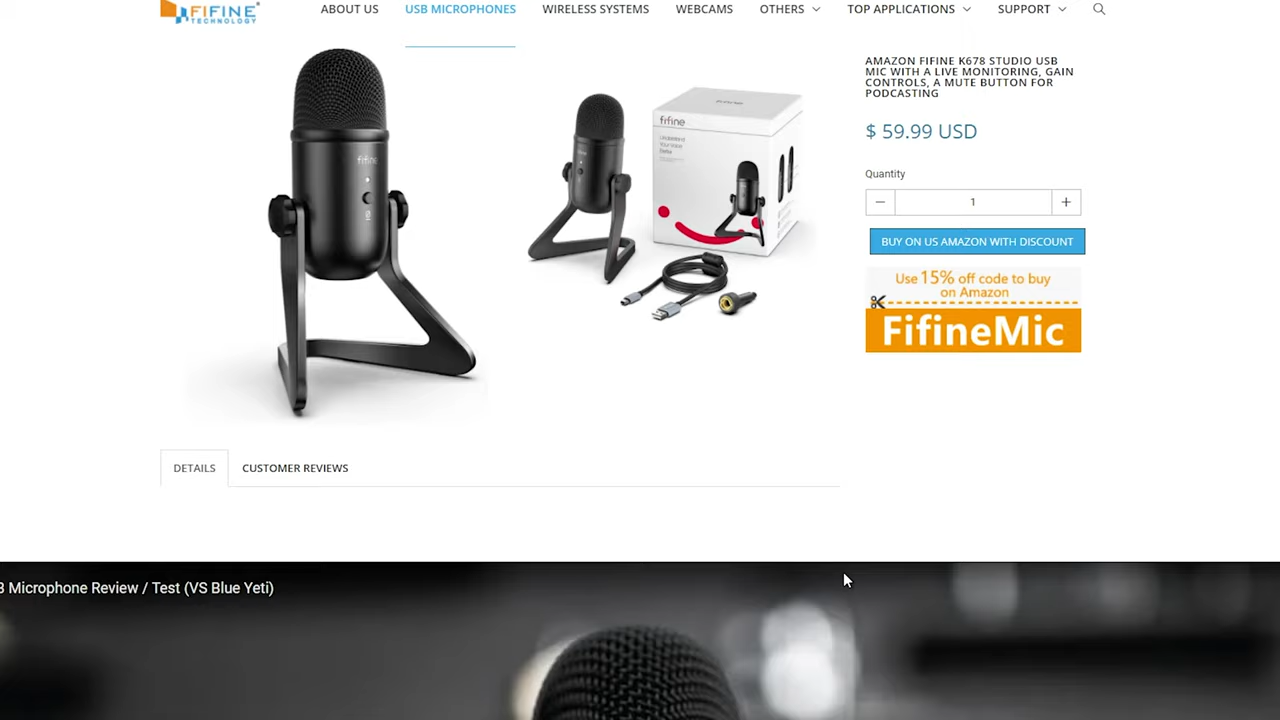 FIFINE
TECHNOLOGY
ABOUT US
USB MICROPHONES
WIRELESS SYSTEMS
WEBCAMS
OTHERS
TOP APPLICATIONS
SUPPORT
fifine
fifine
AMAZON FIFINE K678 STUDIO USB
MIC WITH A LIVE MONITORING, GAIN
CONTROLS, A MUTE BUTTON FOR
PODCASTING
$ 59.99 USD
Quantity
1
BUY ON US AMAZON WITH DISCOUNT
Use 15% off code to buy
on Amazon
FifineMic
DETAILS
CUSTOMER REVIEWS
Microphone Review / Test (VS Blue Yeti)